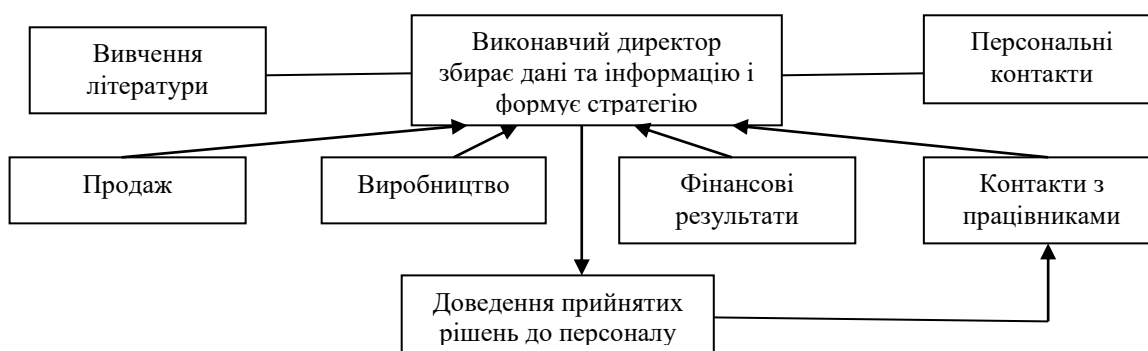 Вивчення
літератури
Виконавчий директор
збирає дані та інформацію і
формує стратегію
Персональні
контакти
Продаж
Виробництво
Фінансові
результати
Контакти з
працівниками
Доведення прийнятих
рішень до персоналу